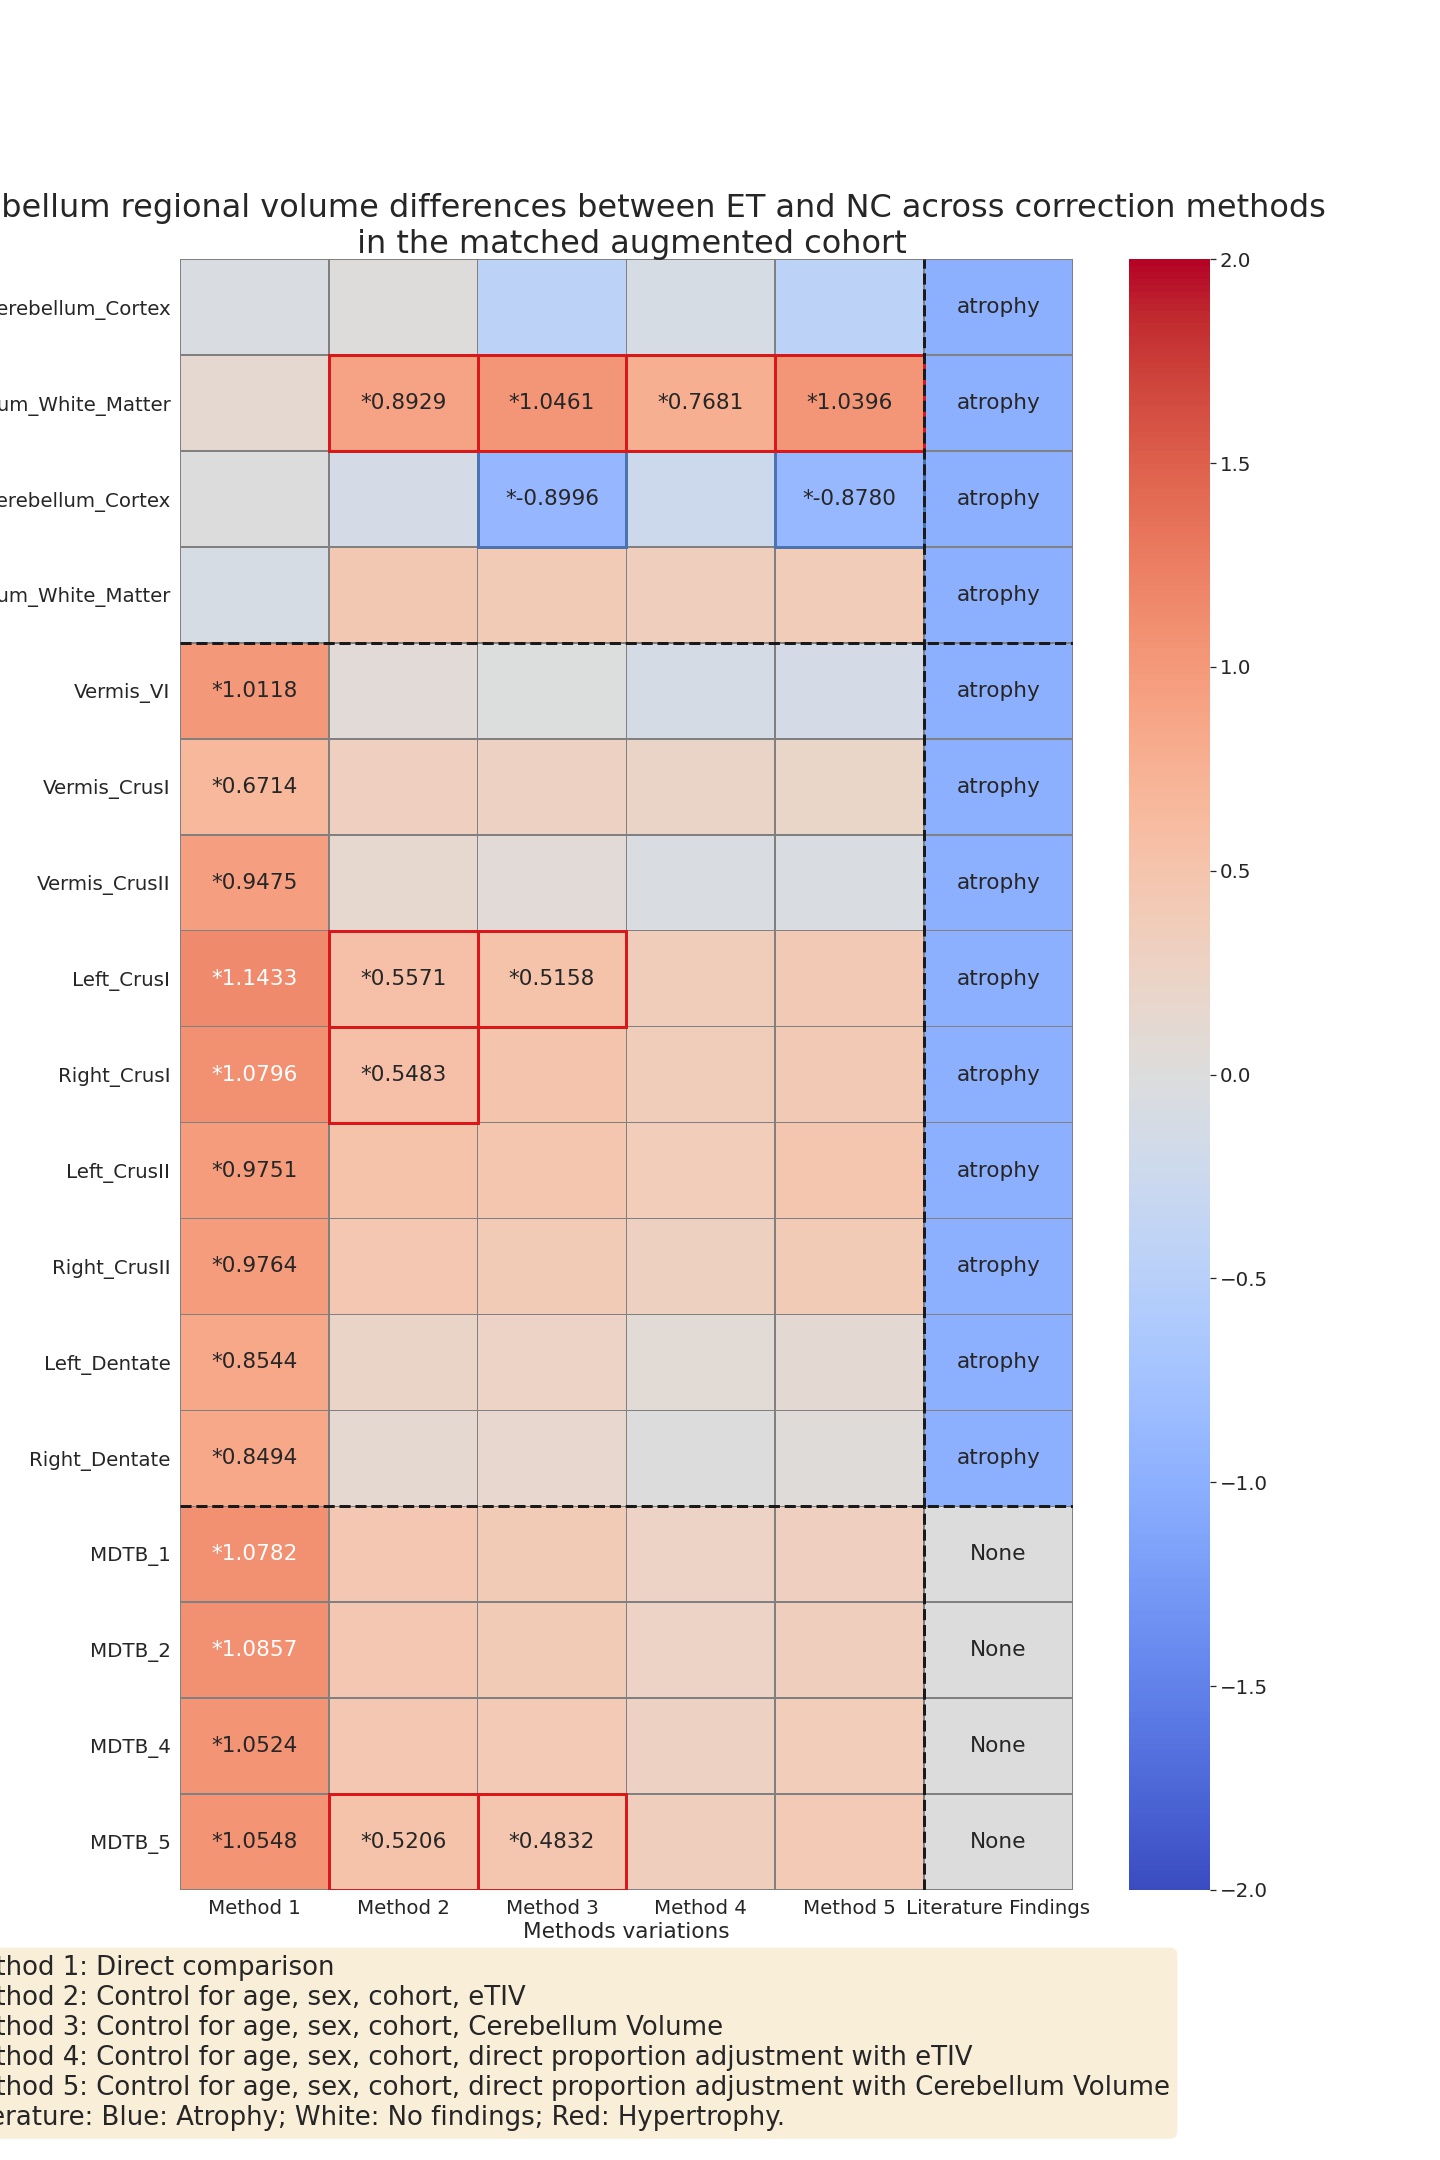 bellum regional volume differences between ET and NC across correction methods
in the matched augmented cohort
erebellum_Cortex atrophy
um_White_Matter *0.8929 *1.0461 *0.7681 *1.0396 atrophy
erebellum_Cortex *-0.8996 *-0.8780 atrophy
um_White_Matter atrophy
Vermis_VI *1.0118 atrophy
Vermis_CrusI *0.6714 atrophy
Vermis_CrusII *0.9475 atrophy
Left_CrusI *1.1433 *0.5571 *0.5158 atrophy
Right_CrusI *1.0796 *0.5483 atrophy
Left_CrusII *0.9751 atrophy
Right_CrusII *0.9764 atrophy
Left_Dentate *0.8544 atrophy
Right_Dentate *0.8494 atrophy
MDTB_1 *1.0782 None
MDTB_2 *1.0857 None
MDTB_4 *1.0524 None
MDTB_5 *1.0548 *0.5206 *0.4832 None
Method 1 Method 2 Method 3 Method 4 Method 5 Literature Findings
Methods variations
2.0
1.5
1.0
0.5
0.0
−0.5
−1.0
−1.5
−2.0
thod 1: Direct comparison
thod 2: Control for age, sex, cohort, eTIV
thod 3: Control for age, sex, cohort, Cerebellum Volume
thod 4: Control for age, sex, cohort, direct proportion adjustment with eTIV
thod 5: Control for age, sex, cohort, direct proportion adjustment with Cerebellum Volume
erature: Blue: Atrophy; White: No findings; Red: Hypertrophy.